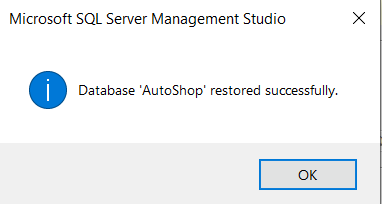 Microsoft SQL Server Management Studio
Database 'AutoShop' restored successfully.
OK